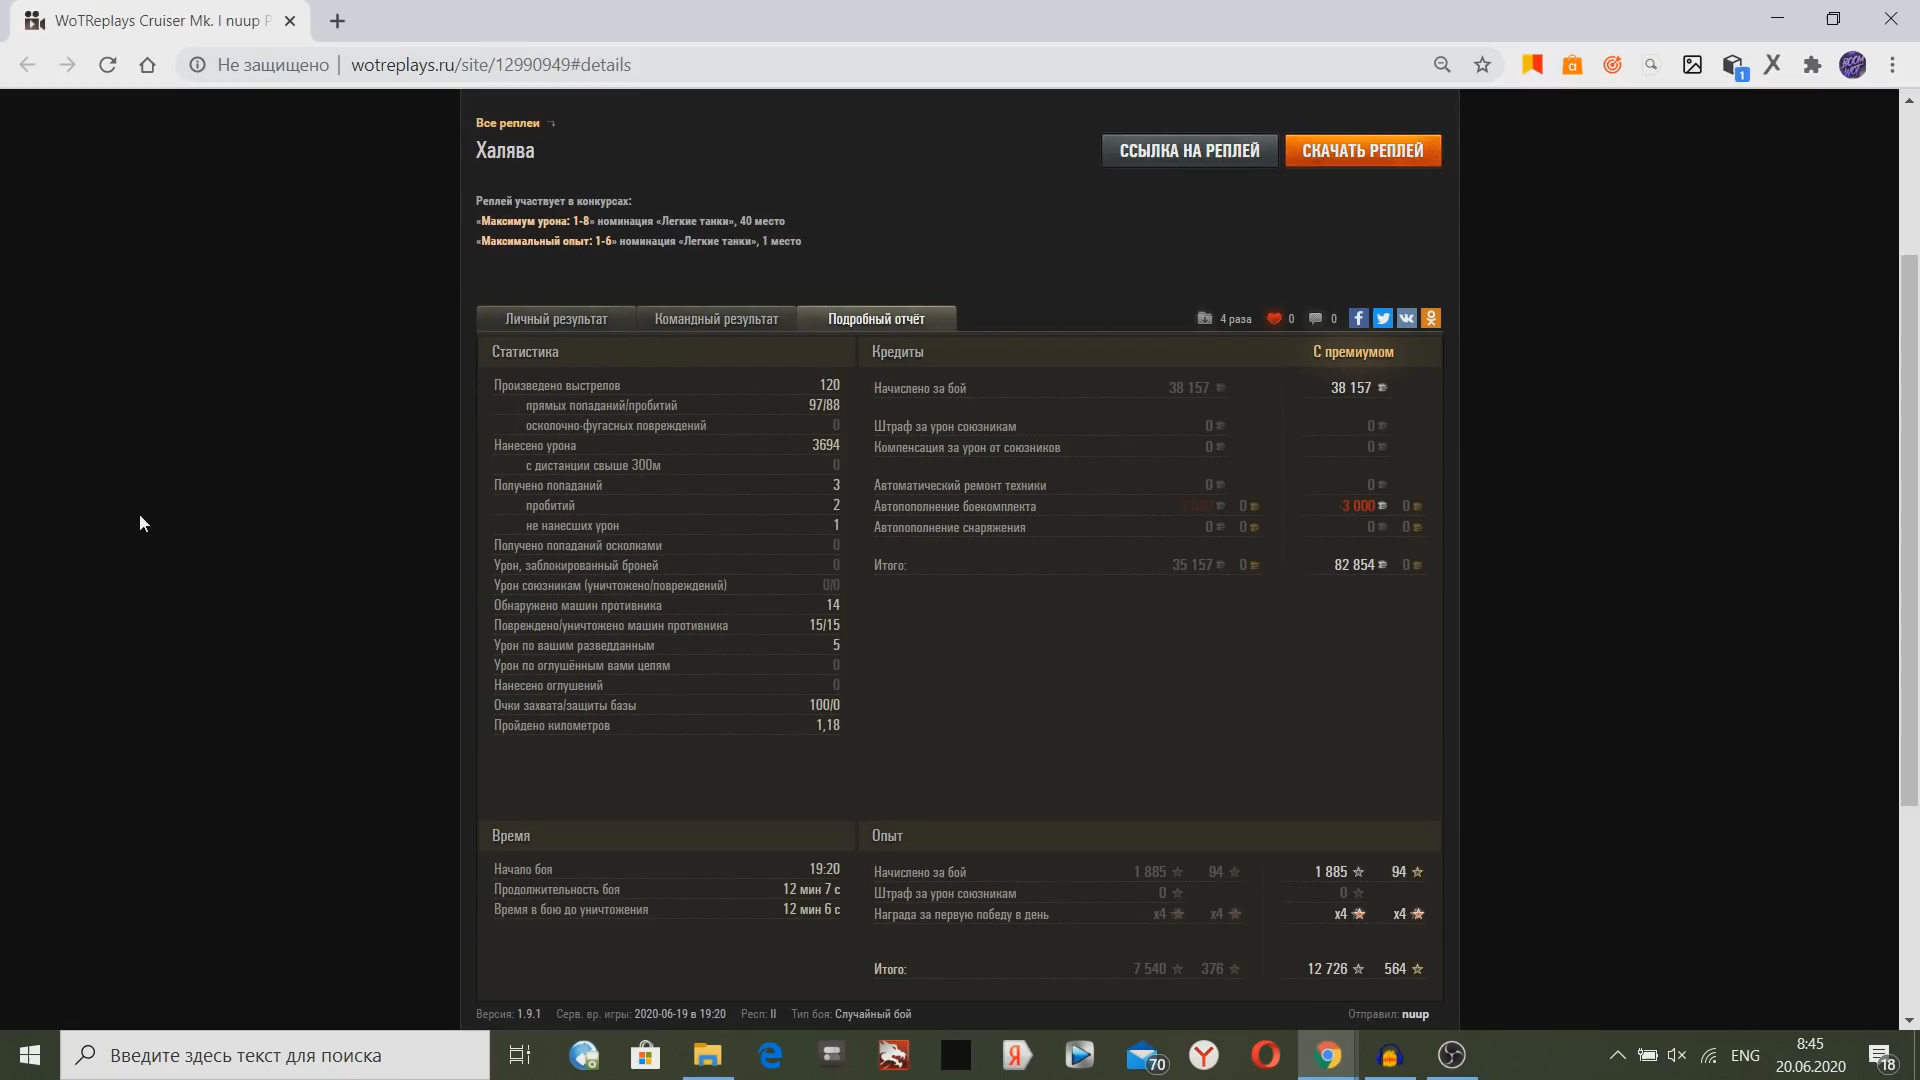 WoTReplays Cruiser Mk. I nuup P
Не защищено | wotreplays.ru/site/12990949#details
1
Все реплеи
Халява
ССЫЛКА НА РЕПЛЕЙ
СКАЧАТЬ РЕПЛЕЙ
Реплей участвует в конкурсах:
«Максимум урона: 1-8» номинация «Легкие танки», 40 место
«Максимальный опыт: 1-6» номинация «Легкие танки», 1 место
Личный результат
Командный результат
Подробный отчёт
4 раза
0
0
Статистика
Произведено выстрелов 120
прямых попаданий/пробитий 97/88
осколочно-фугасных повреждений 0
Нанесено урона 3694
с дистанции свыше 300м 0
Получено попаданий 3
пробитий 2
не нанесших урон 1
Получено попаданий осколками 0
Урон, заблокированный броней 0
Урон союзникам (уничтожено/повреждений) 0/0
Обнаружено машин противника 14
Повреждено/уничтожено машин противника 15/15
Урон по вашим разведданным 5
Урон по оглушённым вами целям 0
Нанесено оглушений 0
Очки захвата/защиты базы 100/0
Пройдено километров 1,18
Кредиты С премиумом
Начислено за бой 38 157 38 157
Штраф за урон союзникам 0 0
Компенсация за урон от союзников 0 0
Автоматический ремонт техники 0 0
Автопополнение боекомплекта 0 -3 000 0
Автопополнение снаряжения 0 0 0 0
Итого: 35 157 0 82 854 0
Время
Начало боя 19:20
Продолжительность боя 12 мин 7 с
Время в бою до уничтожения 12 мин 6 с
Опыт
Начислено за бой 1 885 94 1 885 94
Штраф за урон союзникам 0 0
Награда за первую победу в день x4 x4 x4 x4
Итого: 7 540 376 12 726 564
Версия: 1.9.1 Серв. вр. игры: 2020-06-19 в 19:20 Респ: II Тип боя: Случайный бой
Отправил: nuup
Введите здесь текст для поиска
70
ENG
8:45
20.06.2020
18